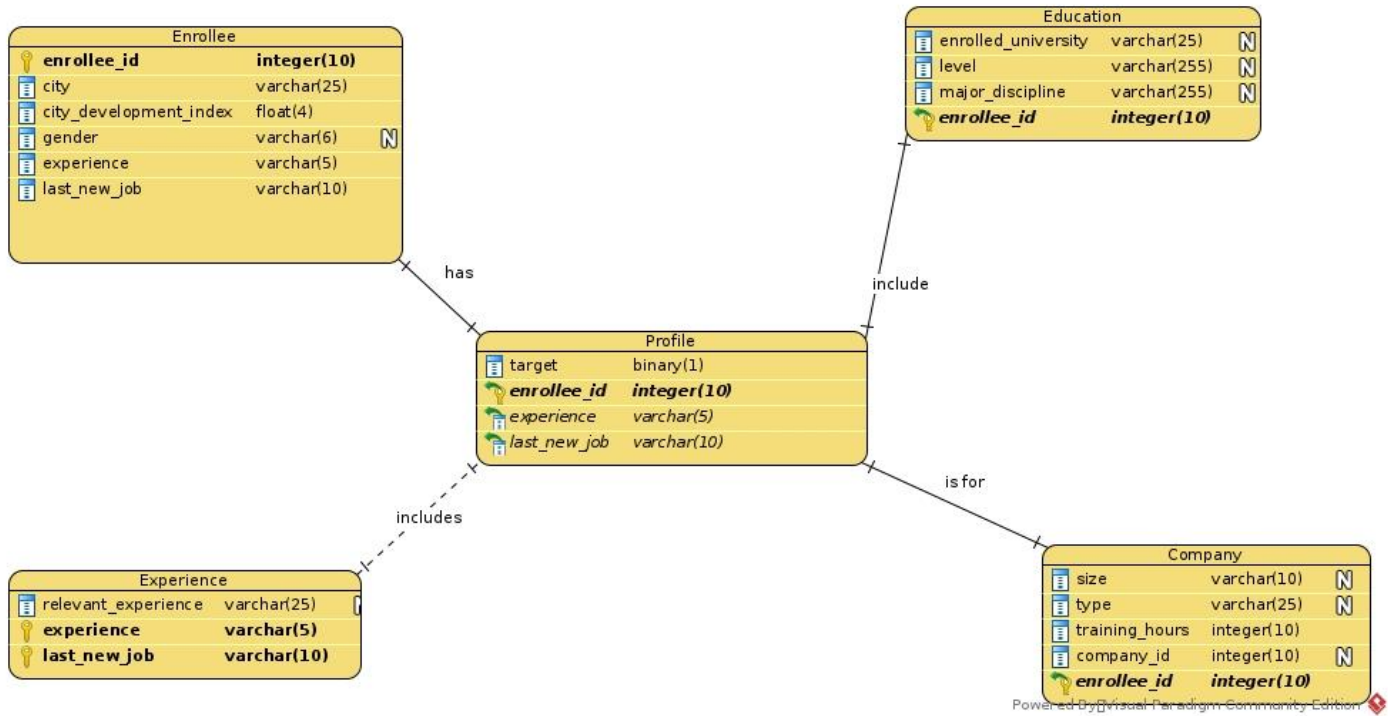 Enrollee
enrollee_id integer(10)
city varchar(25)
city_development_index float(4)
gender varchar(6) N
experience varchar(5)
last_new_job varchar(10)
Education
enrolled_university varchar(25) N
level varchar(255) N
major_discipline varchar(255) N
enrollee_id integer(10)
has
include
Profile
target binary(1)
enrollee_id integer(10)
experience varchar(5)
last_new_job varchar(10)
includes
is for
Experience
relevant_experience varchar(25) N
experience varchar(5)
last_new_job varchar(10)
Company
size varchar(10) N
type varchar(25) N
training_hours integer(10)
company_id integer(10) N
enrollee_id integer(10)
Powered By Visual Paradigm Community Edition